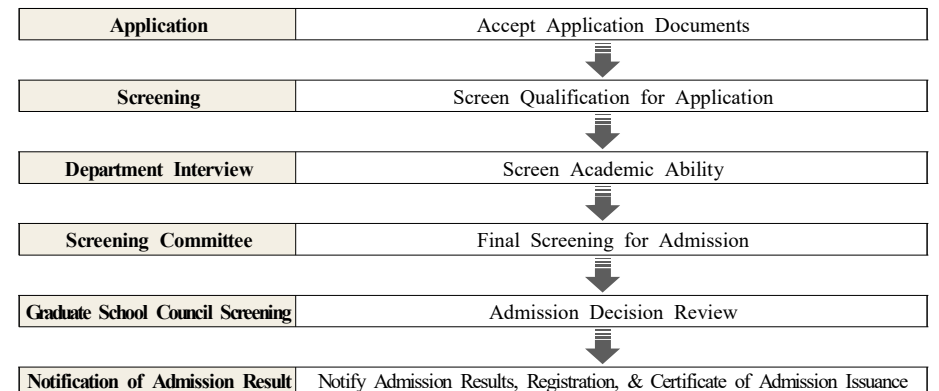 Application Accept Application Documents
Screening Screen Qualification for Application
Department Interview Screen Academic Ability
Screening Committee Final Screening for Admission
Graduate School Council Screening Admission Decision Review
Notification of Admission Result Notify Admission Results, Registration, & Certificate of Admission Issuance